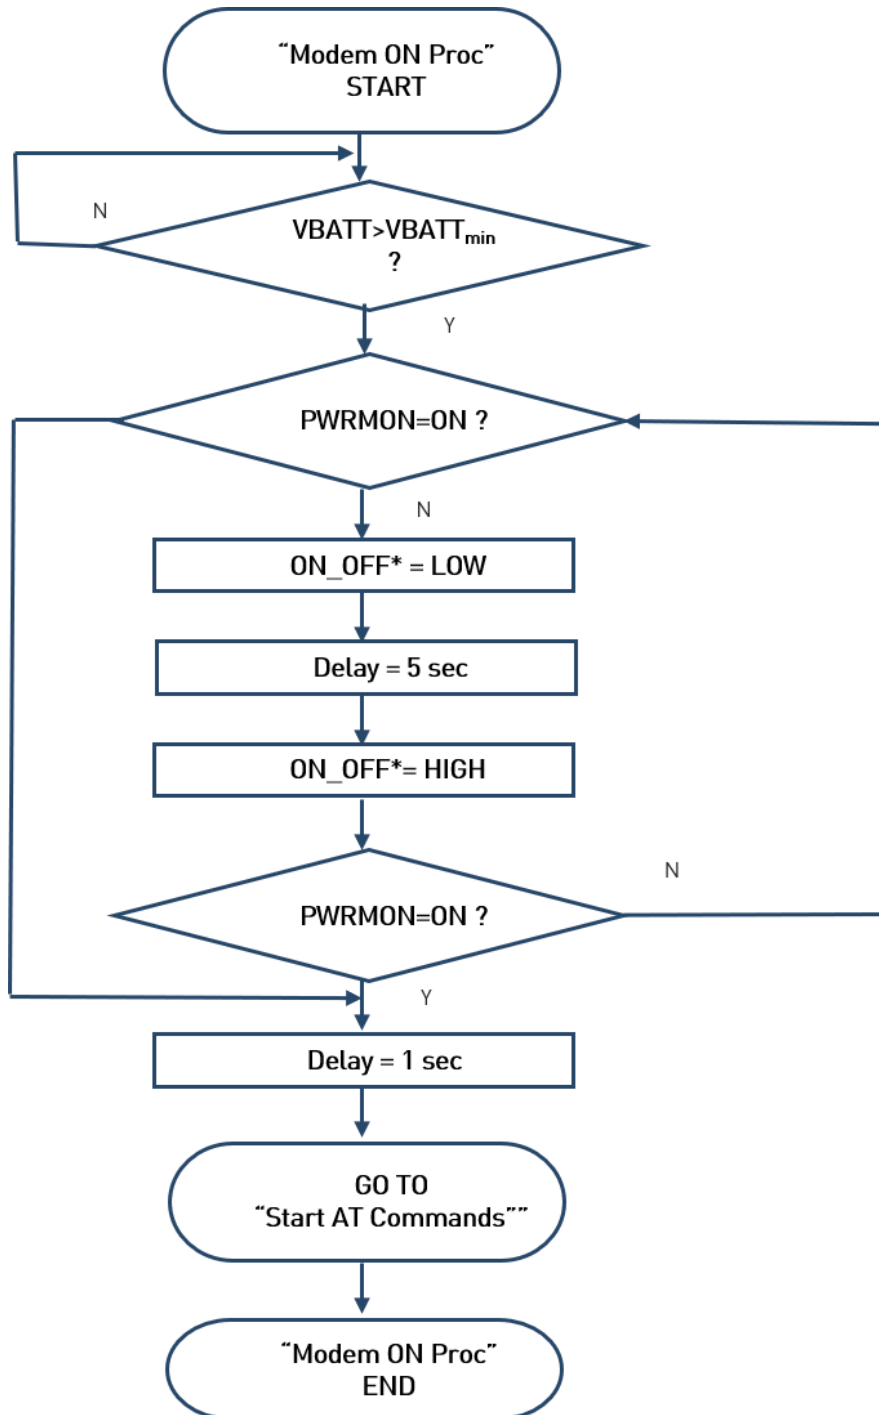 “Modem ON Proc”
START
N
VBATT>VBATTmin
?
Y
PWRMON=ON ?
N
ON_OFF* = LOW
Delay = 5 sec
ON_OFF*= HIGH
N
PWRMON=ON ?
Y
Delay = 1 sec
GO TO
“Start AT Commands””
“Modem ON Proc”
END